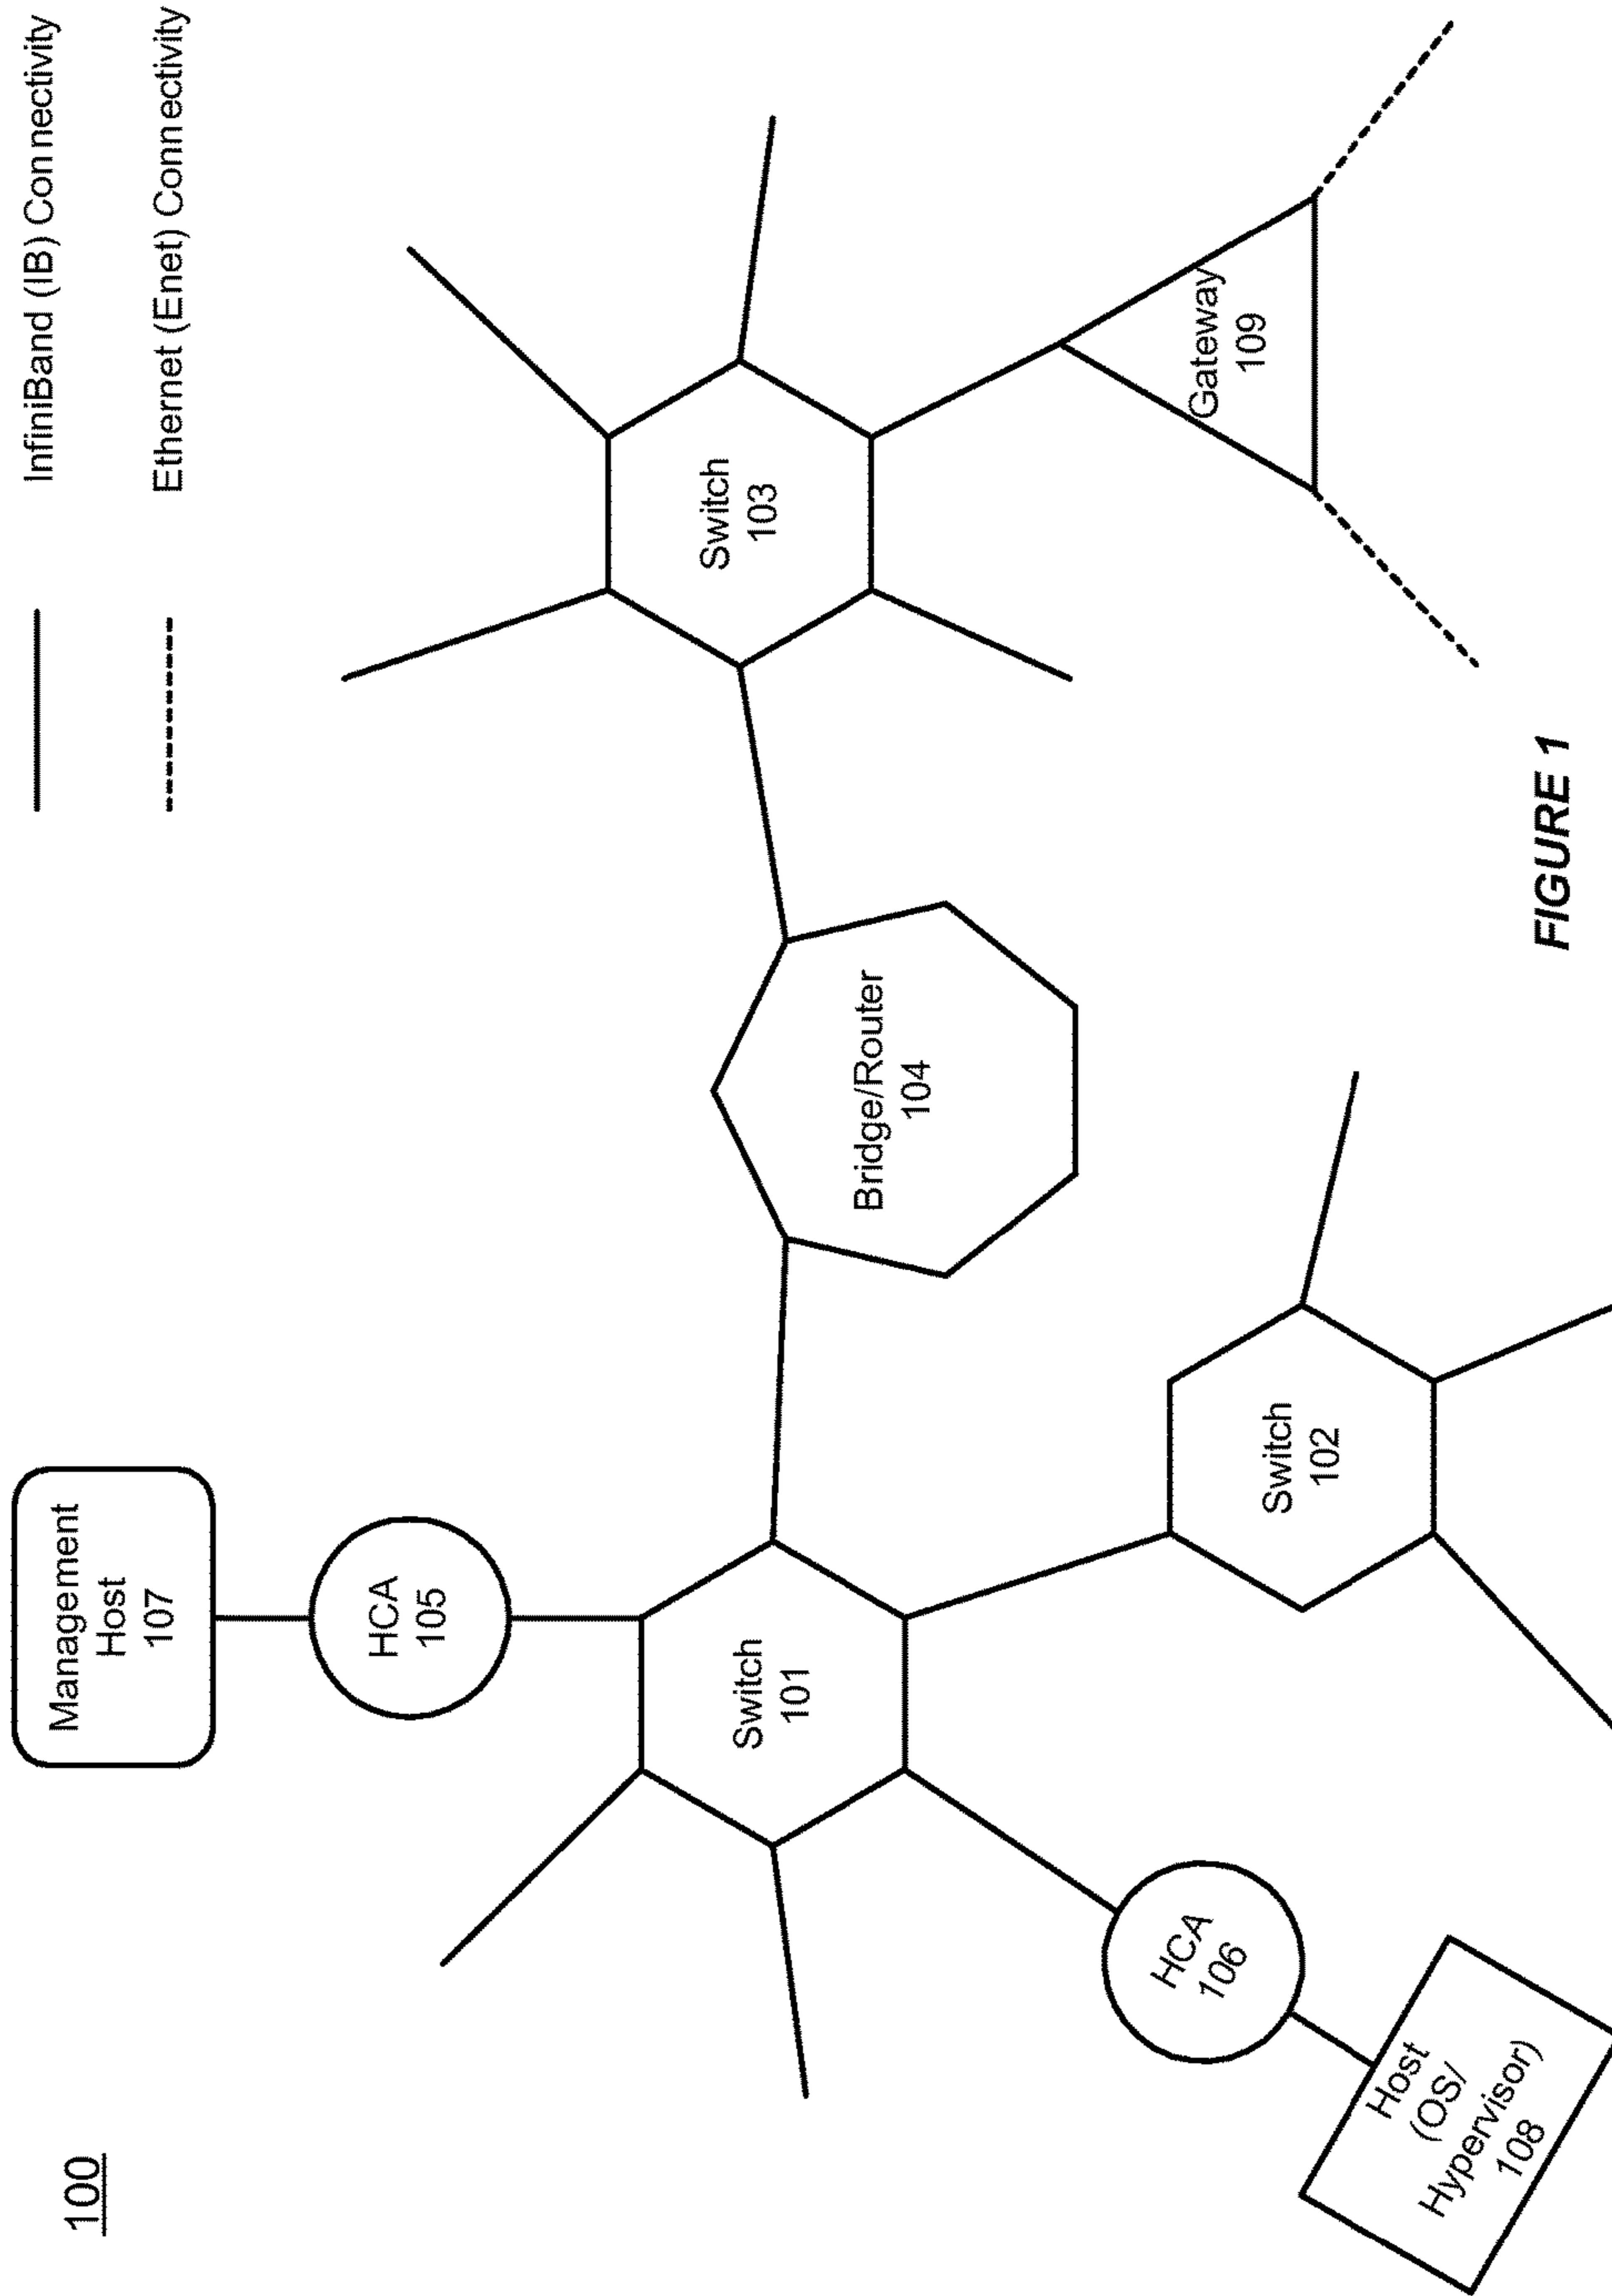 100
InfiniBand (IB) Connectivity
Ethernet (Enet) Connectivity
Management
Host
107
HCA
105
Switch
101
Bridge/Router
104
Switch
103
HCA
106
Host
(OS/
Hypervisor)
108
Switch
102
Gateway
109
FIGURE 1